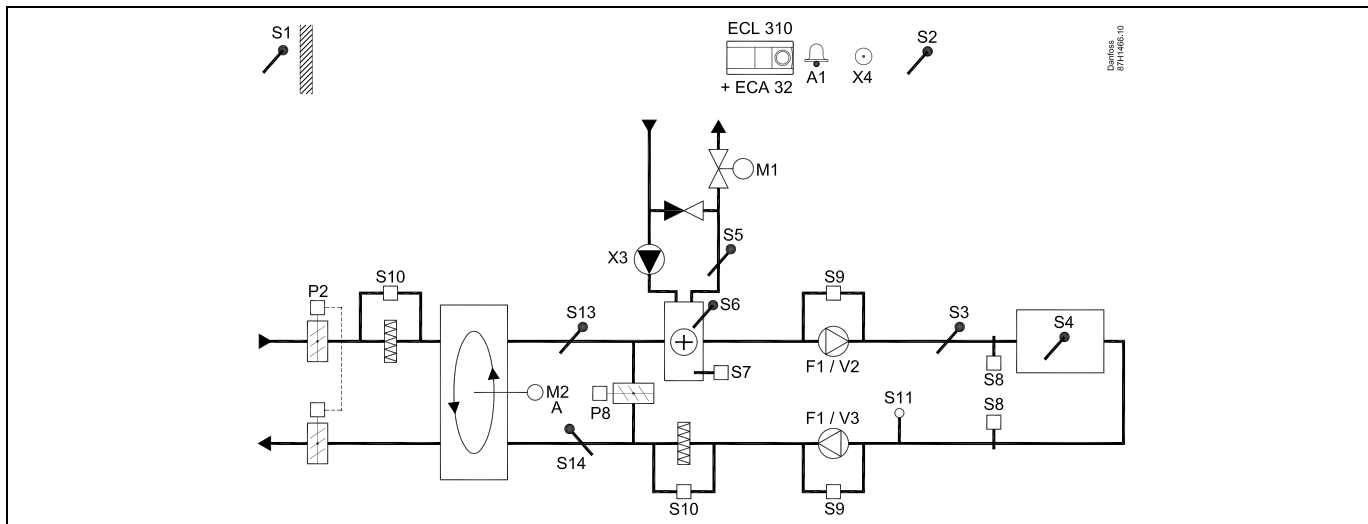 S1
ECL 310
+ ECA 32
A1
X4
S2
Danfoss
87H1466.10
M1
S5
X3
S6
S10
P2
S13
S9
S3
S4
F1 / V2
S8
S7
M2
A
P8
S11
S8
F1 / V3
S14
S10
S9